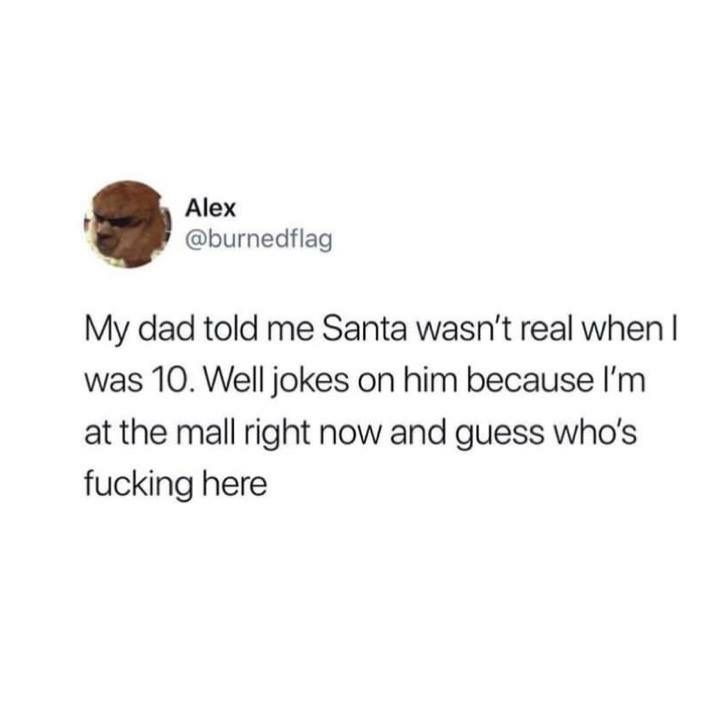 Alex
@burnedflag
My dad told me Santa wasn't real when I
was 10. Well jokes on him because I'm
at the mall right now and guess who's
fucking here